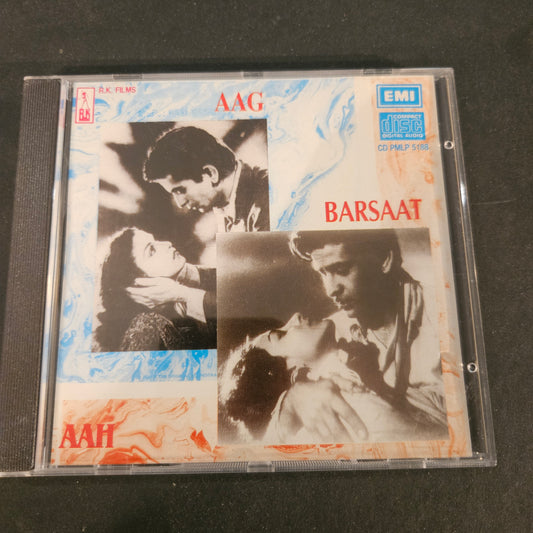 R.K. FILMS
R.K
AAG
EMI
COMPACT
disc
DIGITAL AUDIO
CD PMLP 5188
BARSAAT
AAH